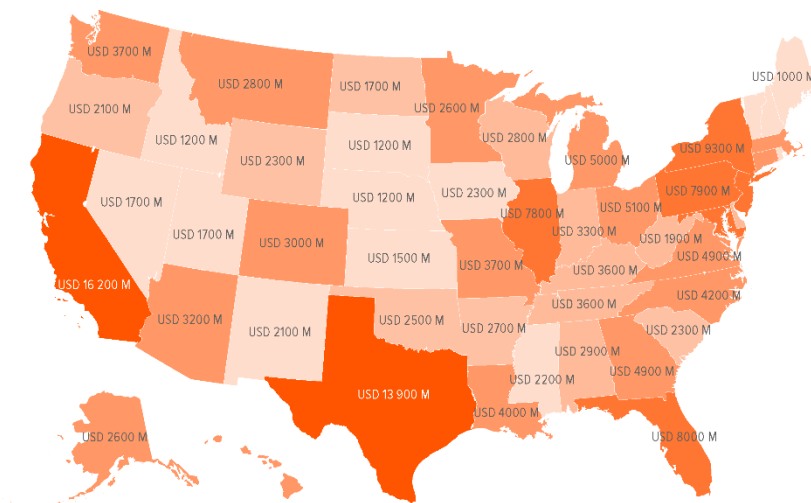 USD 3700 M
USD 2800 M
USD 1700 M
USD 2600 M
USD 1000 M
USD 2100 M
USD 1200 M
USD 2300 M
USD 1200 M
USD 2800 M
USD 5000 M
USD 9300 M
USD 1700 M
USD 1700 M
USD 3000 M
USD 1200 M
USD 2300 M
USD 7800 M
USD 3300 M
USD 5100 M
USD 7900 M
USD 16 200 M
USD 1500 M
USD 3700 M
USD 3600 M
USD 1900 M
USD 4900 M
USD 3200 M
USD 2100 M
USD 2500 M
USD 2700 M
USD 3600 M
USD 4200 M
USD 13 900 M
USD 2200 M
USD 2900 M
USD 4900 M
USD 2300 M
USD 4000 M
USD 8000 M
USD 2600 M